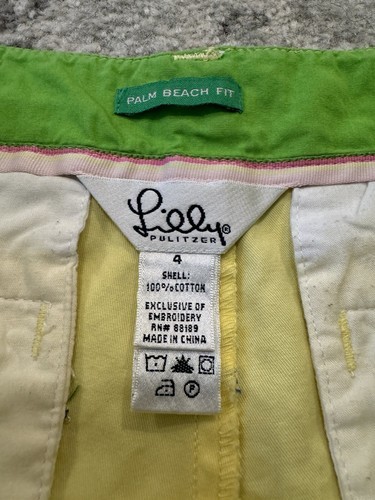 PALM BEACH FIT
Lilly®
PULITZER
4
SHELL:
100%COTTON
EXCLUSIVE OF
EMBROIDERY
RN# 88189
MADE IN CHINA
P